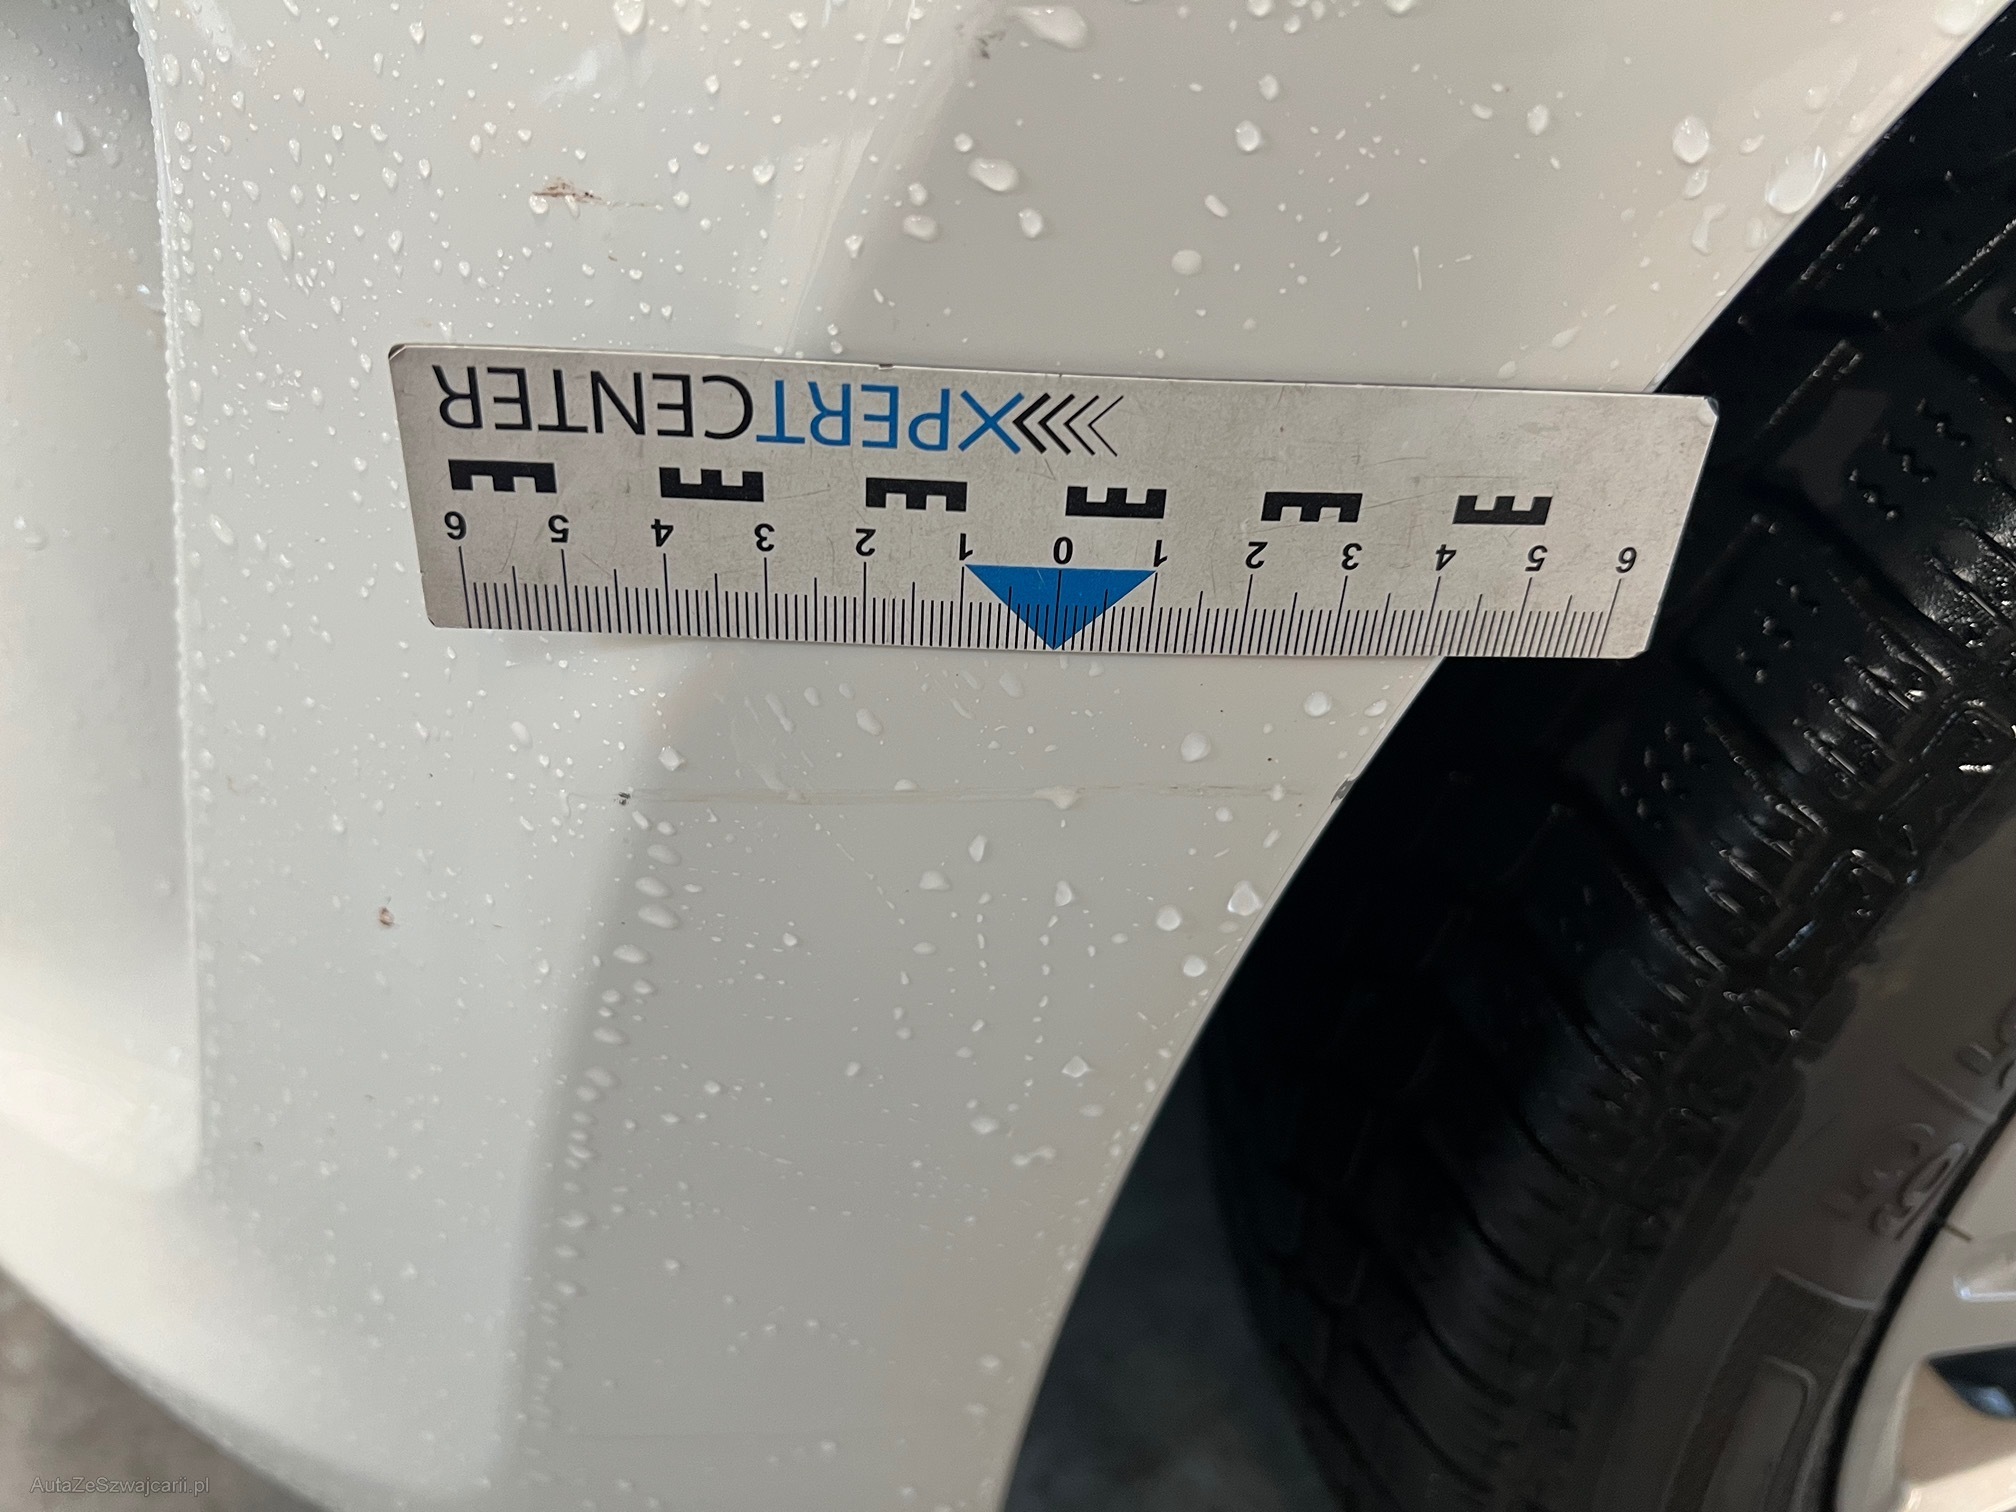 XPERTCENTER
6 5 4 3 2 1 0 1 2 3 4 5 6
AutaZeSzwajcarii.pl